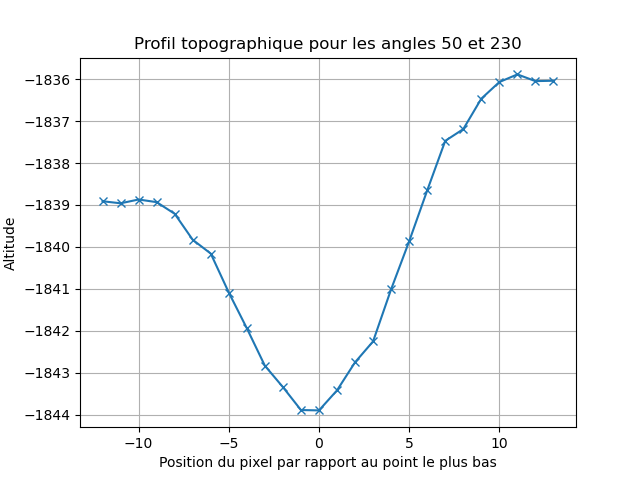 Profil topographique pour les angles 50 et 230
Altitude
−1836
−1837
−1838
−1839
−1840
−1841
−1842
−1843
−1844
−10 −5 0 5 10
Position du pixel par rapport au point le plus bas